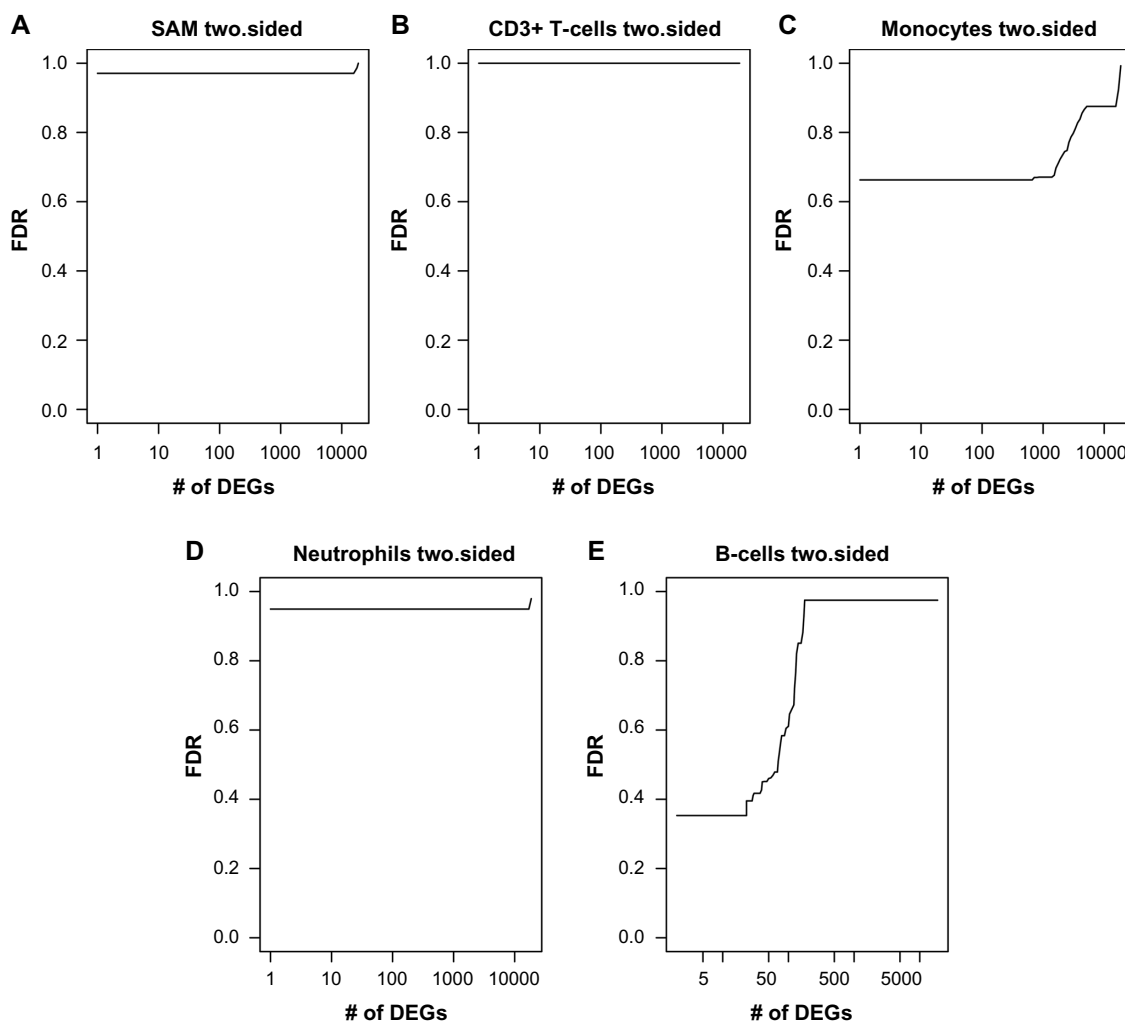 A SAM two.sided
B CD3+ T-cells two.sided
C Monocytes two.sided
1.0
0.8
0.6
0.4
0.2
0.0
FDR
1 10 100 1000 10000
# of DEGs
1.0
0.8
0.6
0.4
0.2
0.0
FDR
1 10 100 1000 10000
# of DEGs
1.0
0.8
0.6
0.4
0.2
0.0
FDR
1 10 100 1000 10000
# of DEGs
D Neutrophils two.sided
E B-cells two.sided
1.0
0.8
0.6
0.4
0.2
0.0
FDR
1 10 100 1000 10000
# of DEGs
1.0
0.8
0.6
0.4
0.2
0.0
FDR
5 50 500 5000
# of DEGs